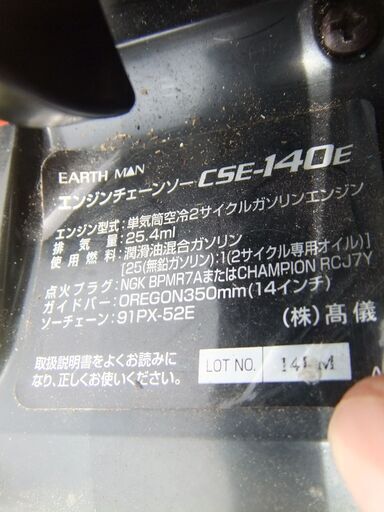 EARTH MAN
エンジンチェーンソー CSE-140E
エンジン型式:単気筒空冷2サイクルガソリンエンジン
排気量:25.4ml
使用燃料:潤滑油混合ガソリン
[25(無鉛ガソリン):1(2サイクル専用オイル)]
点火プラグ:NGK BPMR7AまたはCHAMPION RCJ7Y
ガイドバー:OREGON350mm(14インチ)
ソーチェーン:91PX-52E
(株)髙儀
取扱説明書をよくお読みに
なり、正しくお使いください。
LOT NO.